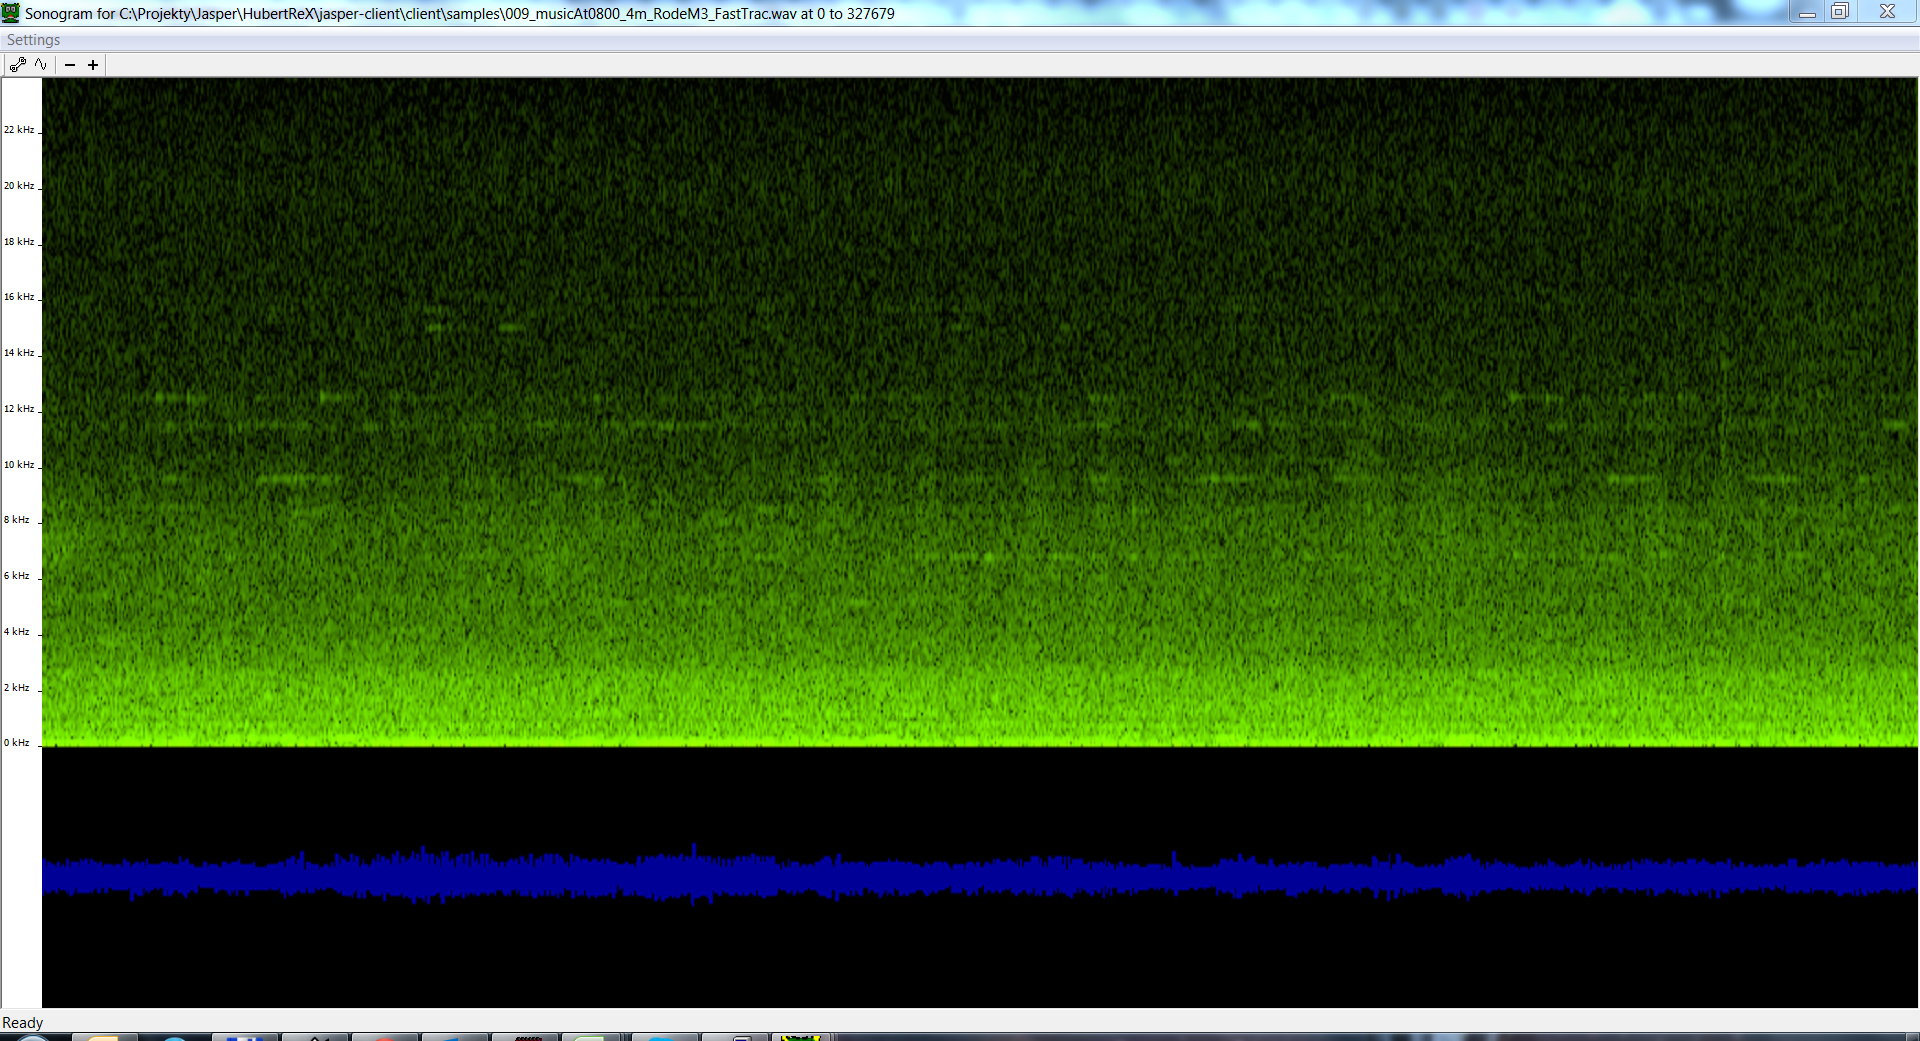 Sonogram for C:\Projekty\Jasper\HubertReX\jasper-client\client\samples\009_musicAt0800_4m_RodeM3_FastTrac.wav at 0 to 327679
Settings
22 kHz
20 kHz
18 kHz
16 kHz
14 kHz
12 kHz
10 kHz
8 kHz
6 kHz
4 kHz
2 kHz
0 kHz
Ready